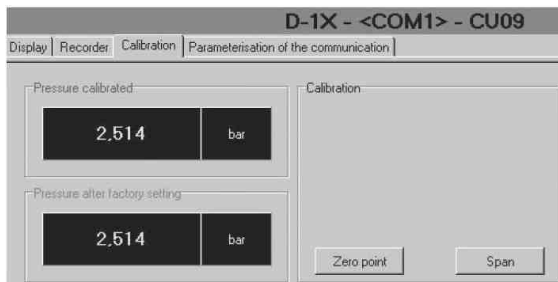 D-1X - <COM1> - CU09
Display Recorder Calibration Parameterisation of the communication
Pressure calibrated
2,514 bar
Pressure after factory setting
2,514 bar
Calibration
Zero point Span